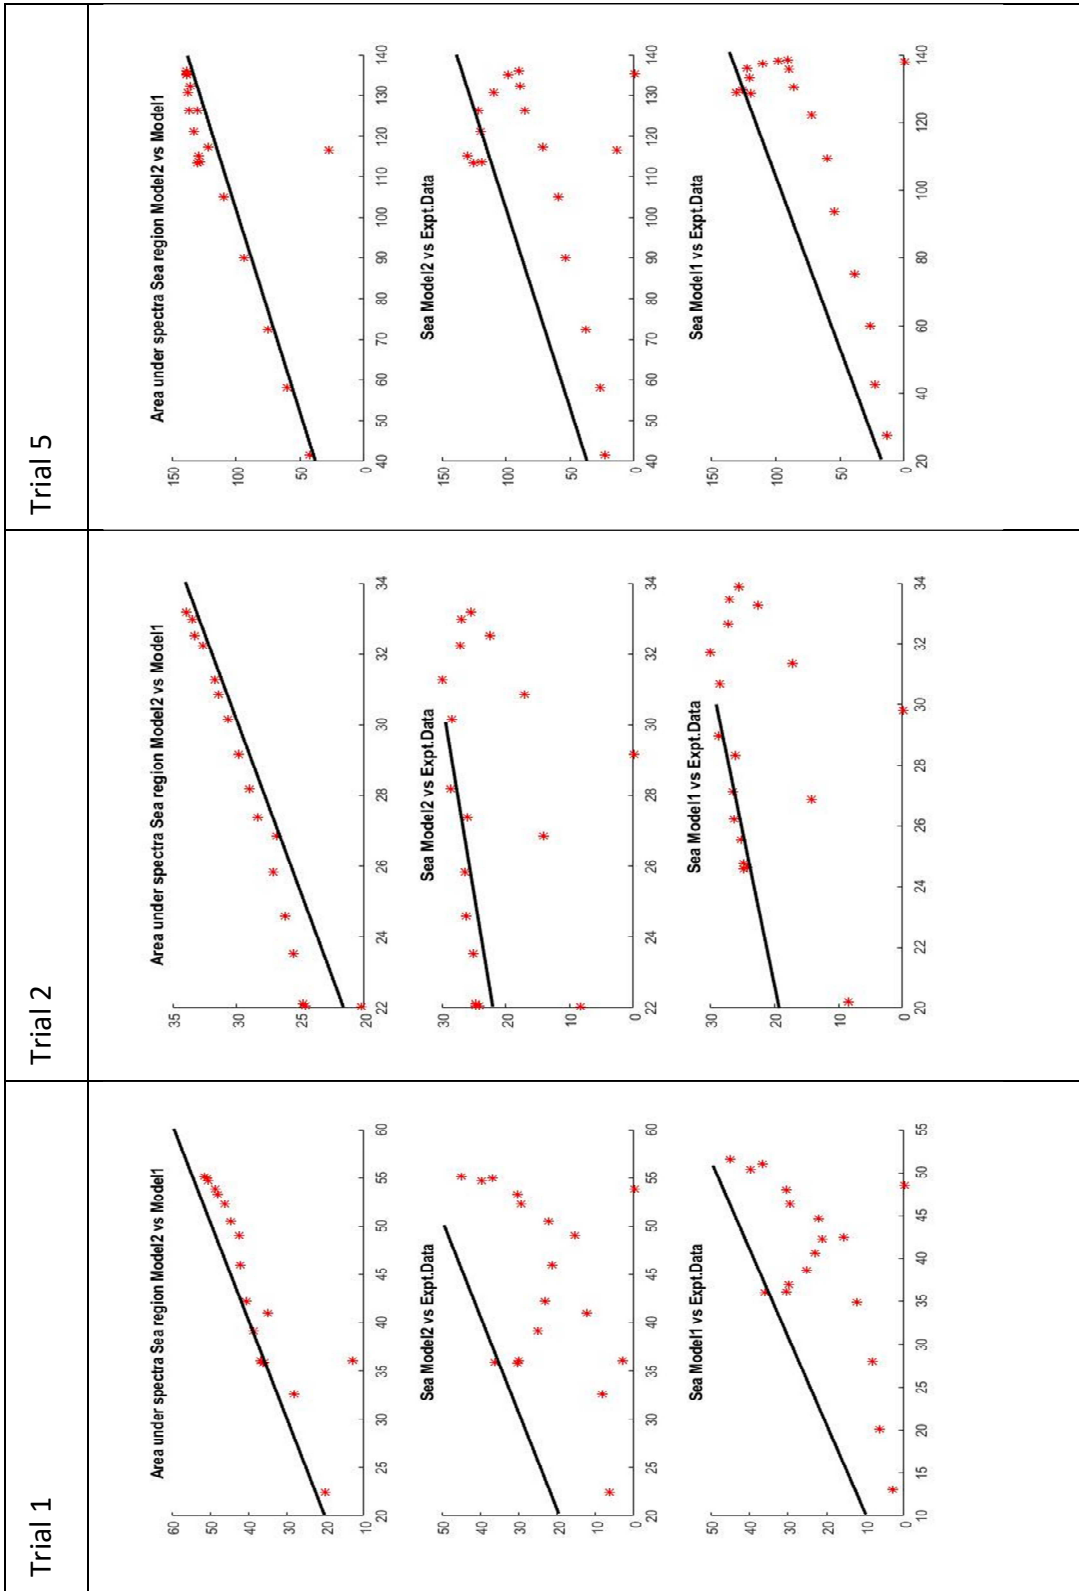 Trial 1
Trial 2
Trial 5
Area under spectra Sea region Model2 vs Model1
60
50
40
30
20
10
20 25 30 35 40 45 50 55 60
Area under spectra Sea region Model2 vs Model1
35
30
25
20
22 24 26 28 30 32 34
Area under spectra Sea region Model2 vs Model1
150
100
50
0
40 50 60 70 80 90 100 110 120 130 140
Sea Model2 vs Expt.Data
50
40
30
20
10
0
20 25 30 35 40 45 50 55 60
Sea Model2 vs Expt.Data
30
20
10
0
22 24 26 28 30 32 34
Sea Model2 vs Expt.Data
150
100
50
0
40 50 60 70 80 90 100 110 120 130 140
Sea Model1 vs Expt.Data
50
40
30
20
10
0
10 15 20 25 30 35 40 45 50 55
Sea Model1 vs Expt.Data
30
20
10
0
20 22 24 26 28 30 32 34
Sea Model1 vs Expt.Data
150
100
50
0
20 40 60 80 100 120 140